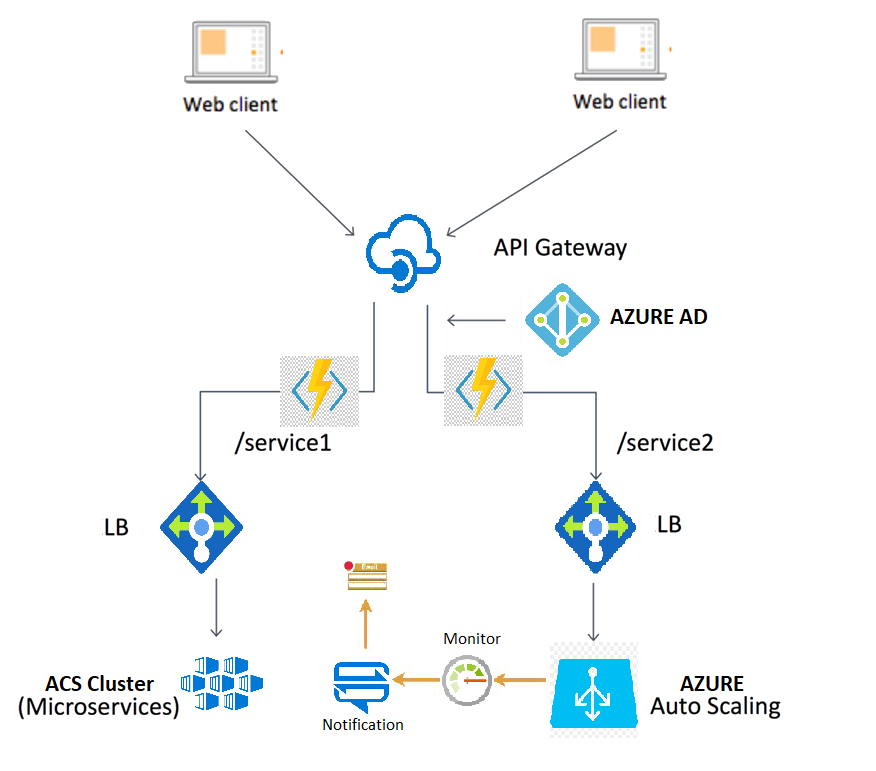 Web client
Web client
API Gateway
AZURE AD
/service1
/service2
LB
LB
Monitor
ACS Cluster
(Microservices)
Notification
AZURE
Auto Scaling